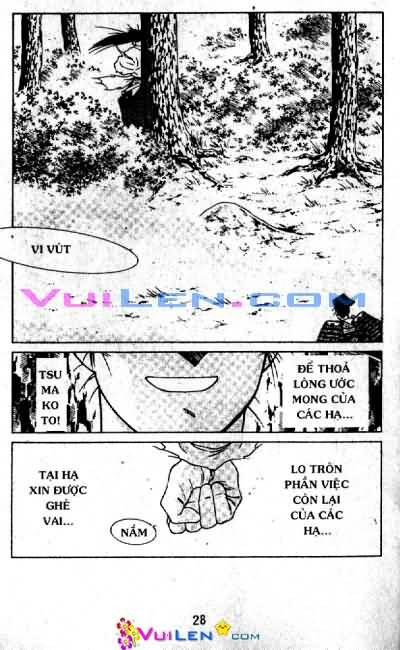 VI VÚT
VuiLen.com
ĐỂ THOẢ
LÒNG ƯỚC
MONG CỦA
CÁC HẠ...
TSU
MA
KO
TO!
LO TRÒN
PHẦN VIỆC
CÒN LẠI
CỦA CÁC
HẠ...
TẠI HẠ
XIN ĐƯỢC
GHÉ
VAI...
NẮM
28
VuiLen.com